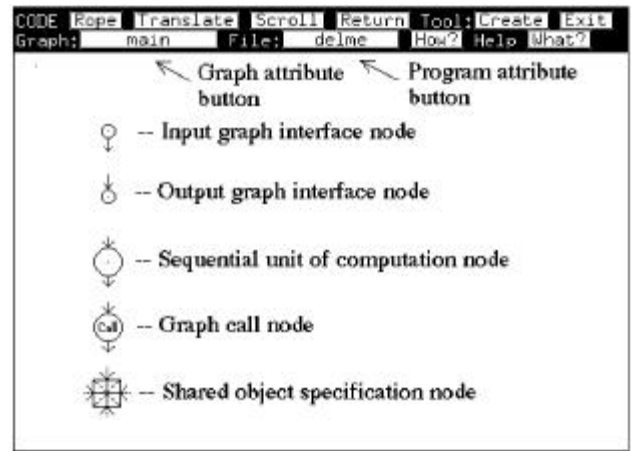 CODE Rope Translate Scroll Return Tool: Create Exit
Graph: main File: delme How? Help What?
Graph attribute button
Program attribute button
-- Input graph interface node
-- Output graph interface node
-- Sequential unit of computation node
Call -- Graph call node
-- Shared object specification node